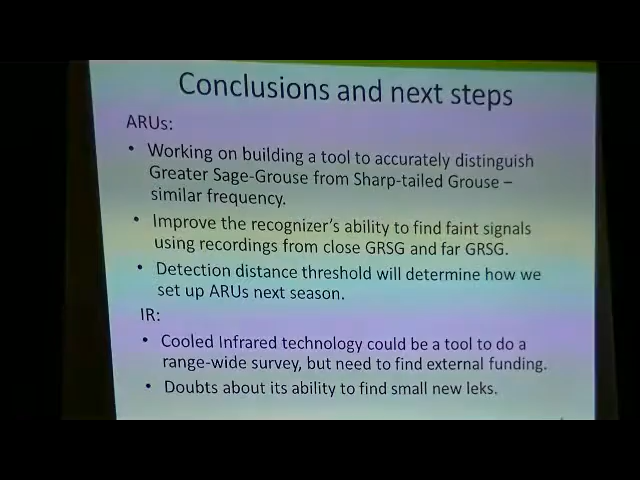 Conclusions and next steps
ARUs:
• Working on building a tool to accurately distinguish
Greater Sage-Grouse from Sharp-tailed Grouse –
similar frequency.
• Improve the recognizer's ability to find faint signals
using recordings from close GRSG and far GRSG.
• Detection distance threshold will determine how we
set up ARUs next season.
IR:
• Cooled Infrared technology could be a tool to do a
range-wide survey, but need to find external funding.
• Doubts about its ability to find small new leks.